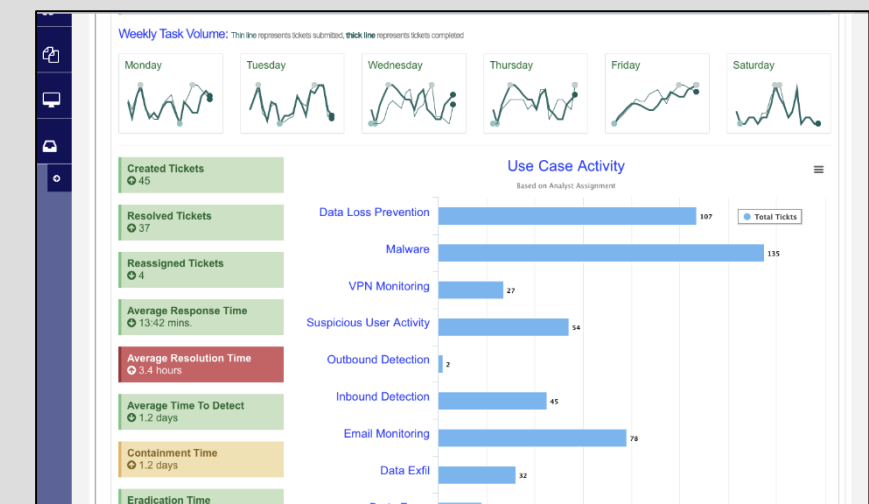 Weekly Task Volume: Thin line represents tickets submitted, thick line represents tickets completed
Monday
Tuesday
Wednesday
Thursday
Friday
Saturday
Created Tickets
45
Resolved Tickets
37
Reassigned Tickets
4
Average Response Time
13:42 mins.
Average Resolution Time
3.4 hours
Average Time To Detect
1.2 days
Containment Time
1.2 days
Eradication Time
Use Case Activity
Based on Analyst Assignment
Total Tickts
Data Loss Prevention 107
Malware 135
VPN Monitoring 27
Suspicious User Activity 54
Outbound Detection 2
Inbound Detection 45
Email Monitoring 78
Data Exfil 32